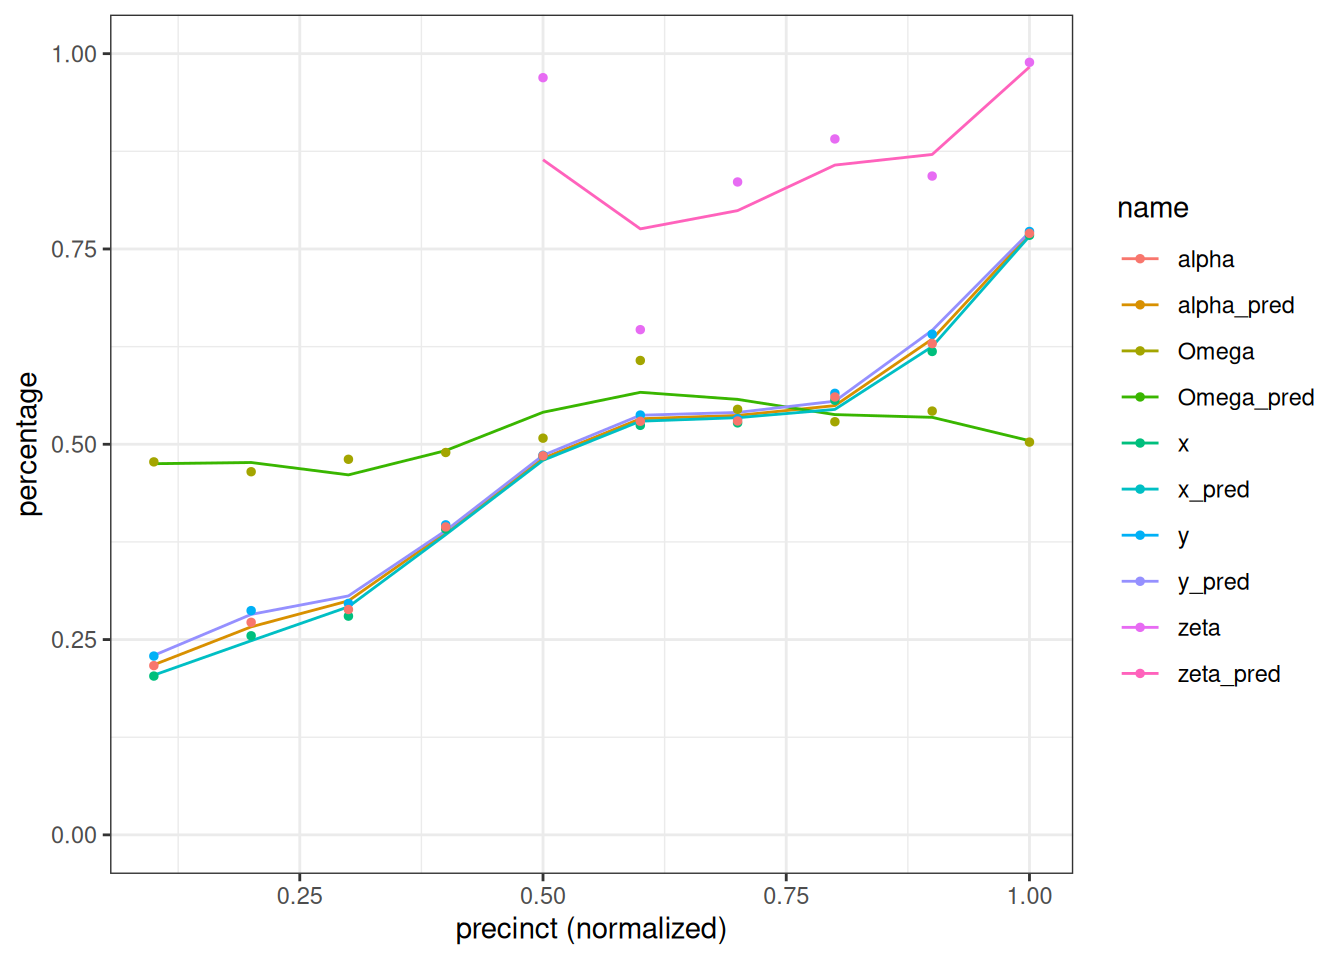 1.00
0.75
0.50
0.25
0.00
percentage
0.25 0.50 0.75 1.00
precinct (normalized)
name
alpha
alpha_pred
Omega
Omega_pred
x
x_pred
y
y_pred
zeta
zeta_pred